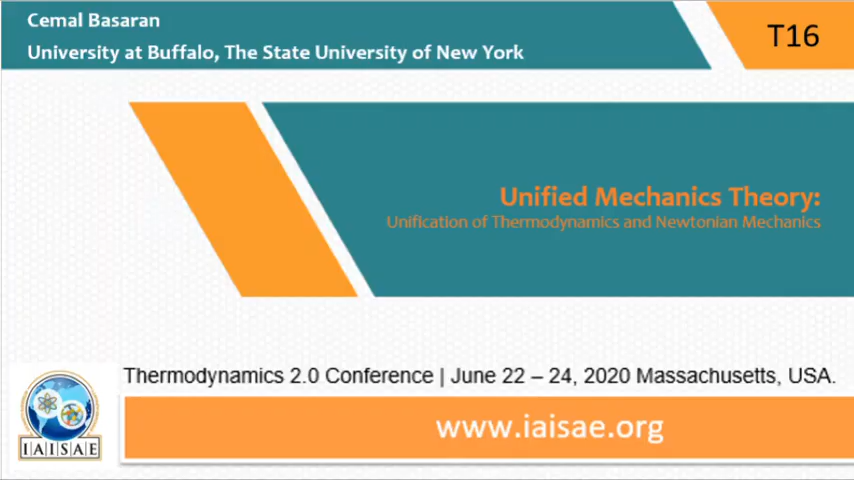 Cemal Basaran
University at Buffalo, The State University of New York
T16
Unified Mechanics Theory:
Unification of Thermodynamics and Newtonian Mechanics
Thermodynamics 2.0 Conference | June 22 – 24, 2020 Massachusetts, USA.
www.iaisae.org
IAISAE